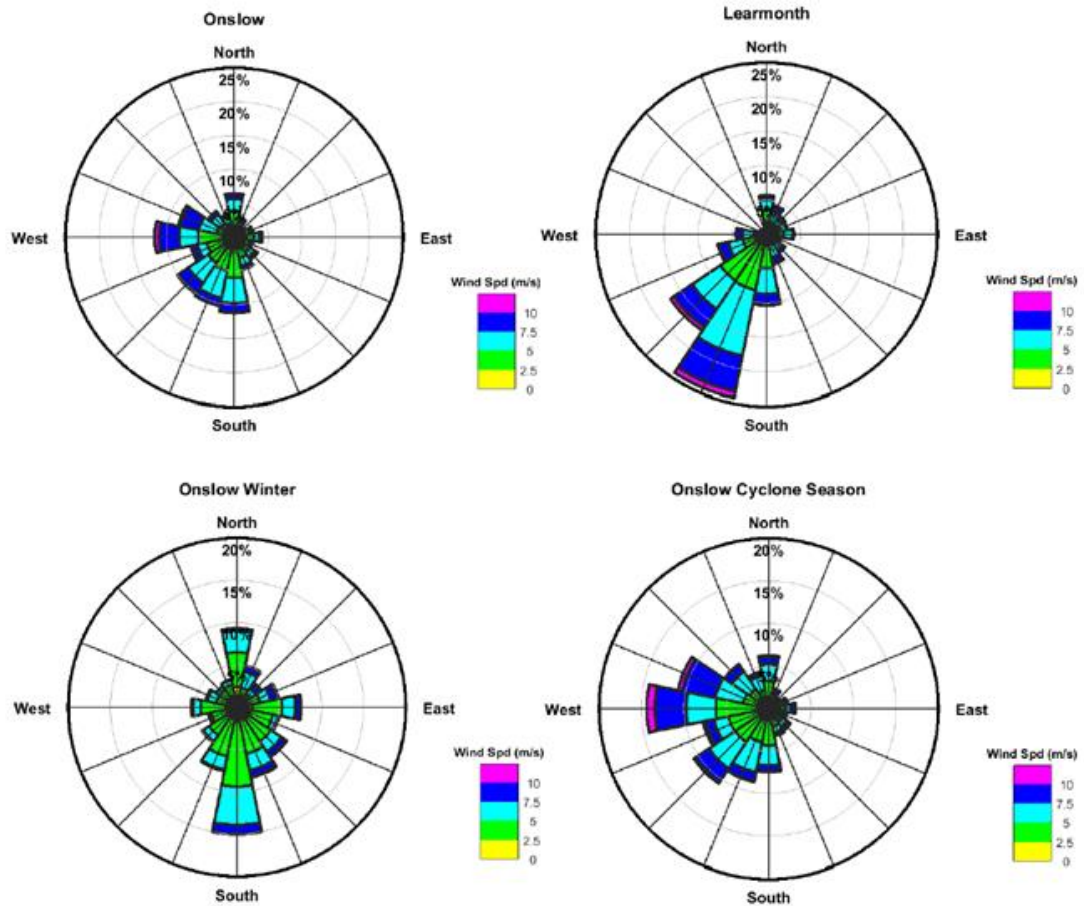 Onslow
North
25%
20%
15%
10%
West
East
South
Wind Spd (m/s)
10
7.5
5
2.5
0
Learmonth
North
25%
20%
15%
10%
West
East
South
Wind Spd (m/s)
10
7.5
5
2.5
0
Onslow Winter
North
20%
15%
10%
West
East
South
Wind Spd (m/s)
10
7.5
5
2.5
0
Onslow Cyclone Season
North
20%
15%
10%
West
East
South
Wind Spd (m/s)
10
7.5
5
2.5
0